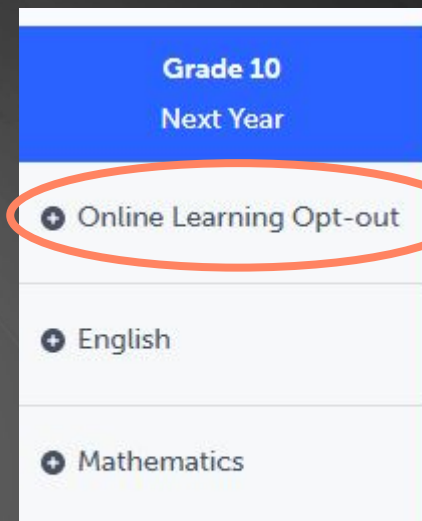 Grade 10
Next Year
Online Learning Opt-out
English
Mathematics